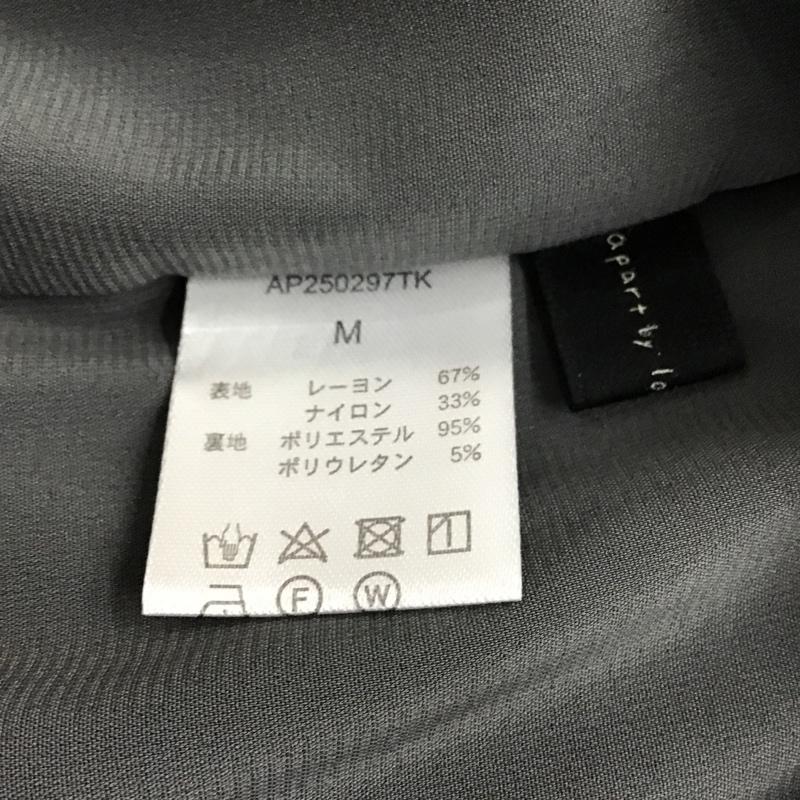 AP250297TK
M
表地 レーヨン 67%
ナイロン 33%
裏地 ポリエステル 95%
ポリウレタン 5%
F W
apart by